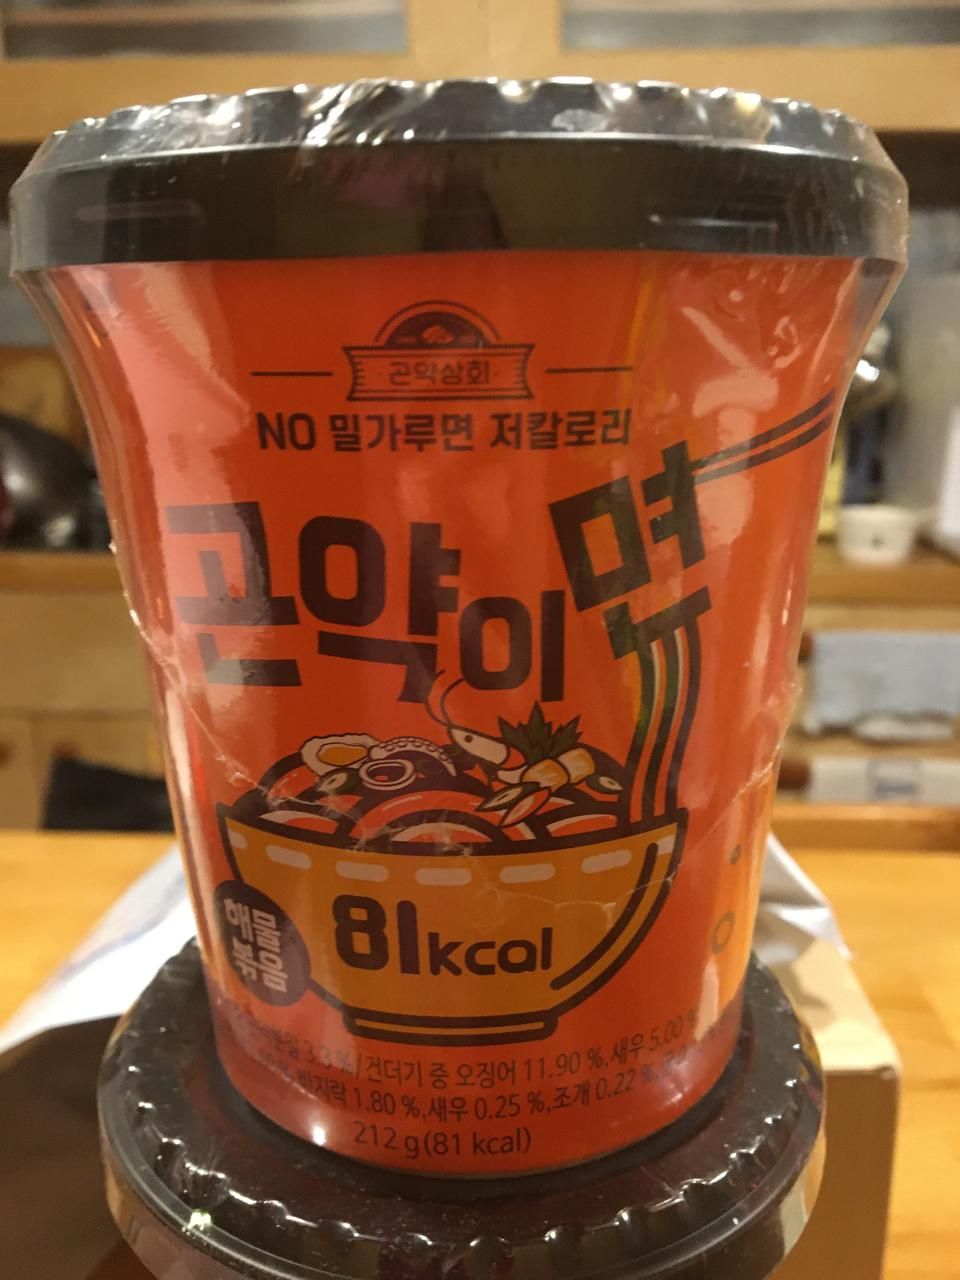 곤약상회
NO 밀가루면 저칼로리
곤약이면
해물
볶음
81kcal
3.3 %/건더기 중 오징어 11.90 %,새우 5.00 %
바지락 1.80 %,새우 0.25 %,조개 0.22 %,
212 g(81 kcal)